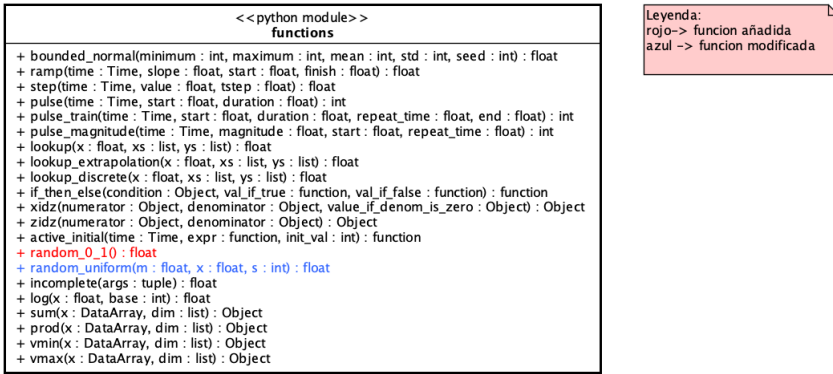 <<python module>>
functions
+ bounded_normal(minimum : int, maximum : int, mean : int, std : int, seed : int) : float
+ ramp(time : Time, slope : float, start : float, finish : float) : float
+ step(time : Time, value : float, tstep : float) : float
+ pulse(time : Time, start : float, duration : float) : int
+ pulse_train(time : Time, start : float, duration : float, repeat_time : float, end : float) : int
+ pulse_magnitude(time : Time, magnitude : float, start : float, repeat_time : float) : int
+ lookup(x : float, xs : list, ys : list) : float
+ lookup_extrapolation(x : float, xs : list, ys : list) : float
+ lookup_discrete(x : float, xs : list, ys : list) : float
+ if_then_else(condition : Object, val_if_true : function, val_if_false : function) : function
+ xidz(numerator : Object, denominator : Object, value_if_denom_is_zero : Object) : Object
+ zidz(numerator : Object, denominator : Object) : Object
+ active_initial(time : Time, expr : function, init_val : int) : function
+ random_0_1() : float
+ random_uniform(m : float, x : float, s : int) : float
+ incomplete(args : tuple) : float
+ log(x : float, base : int) : float
+ sum(x : DataArray, dim : list) : Object
+ prod(x : DataArray, dim : list) : Object
+ vmin(x : DataArray, dim : list) : Object
+ vmax(x : DataArray, dim : list) : Object
Leyenda:
rojo-> funcion añadida
azul -> funcion modificada